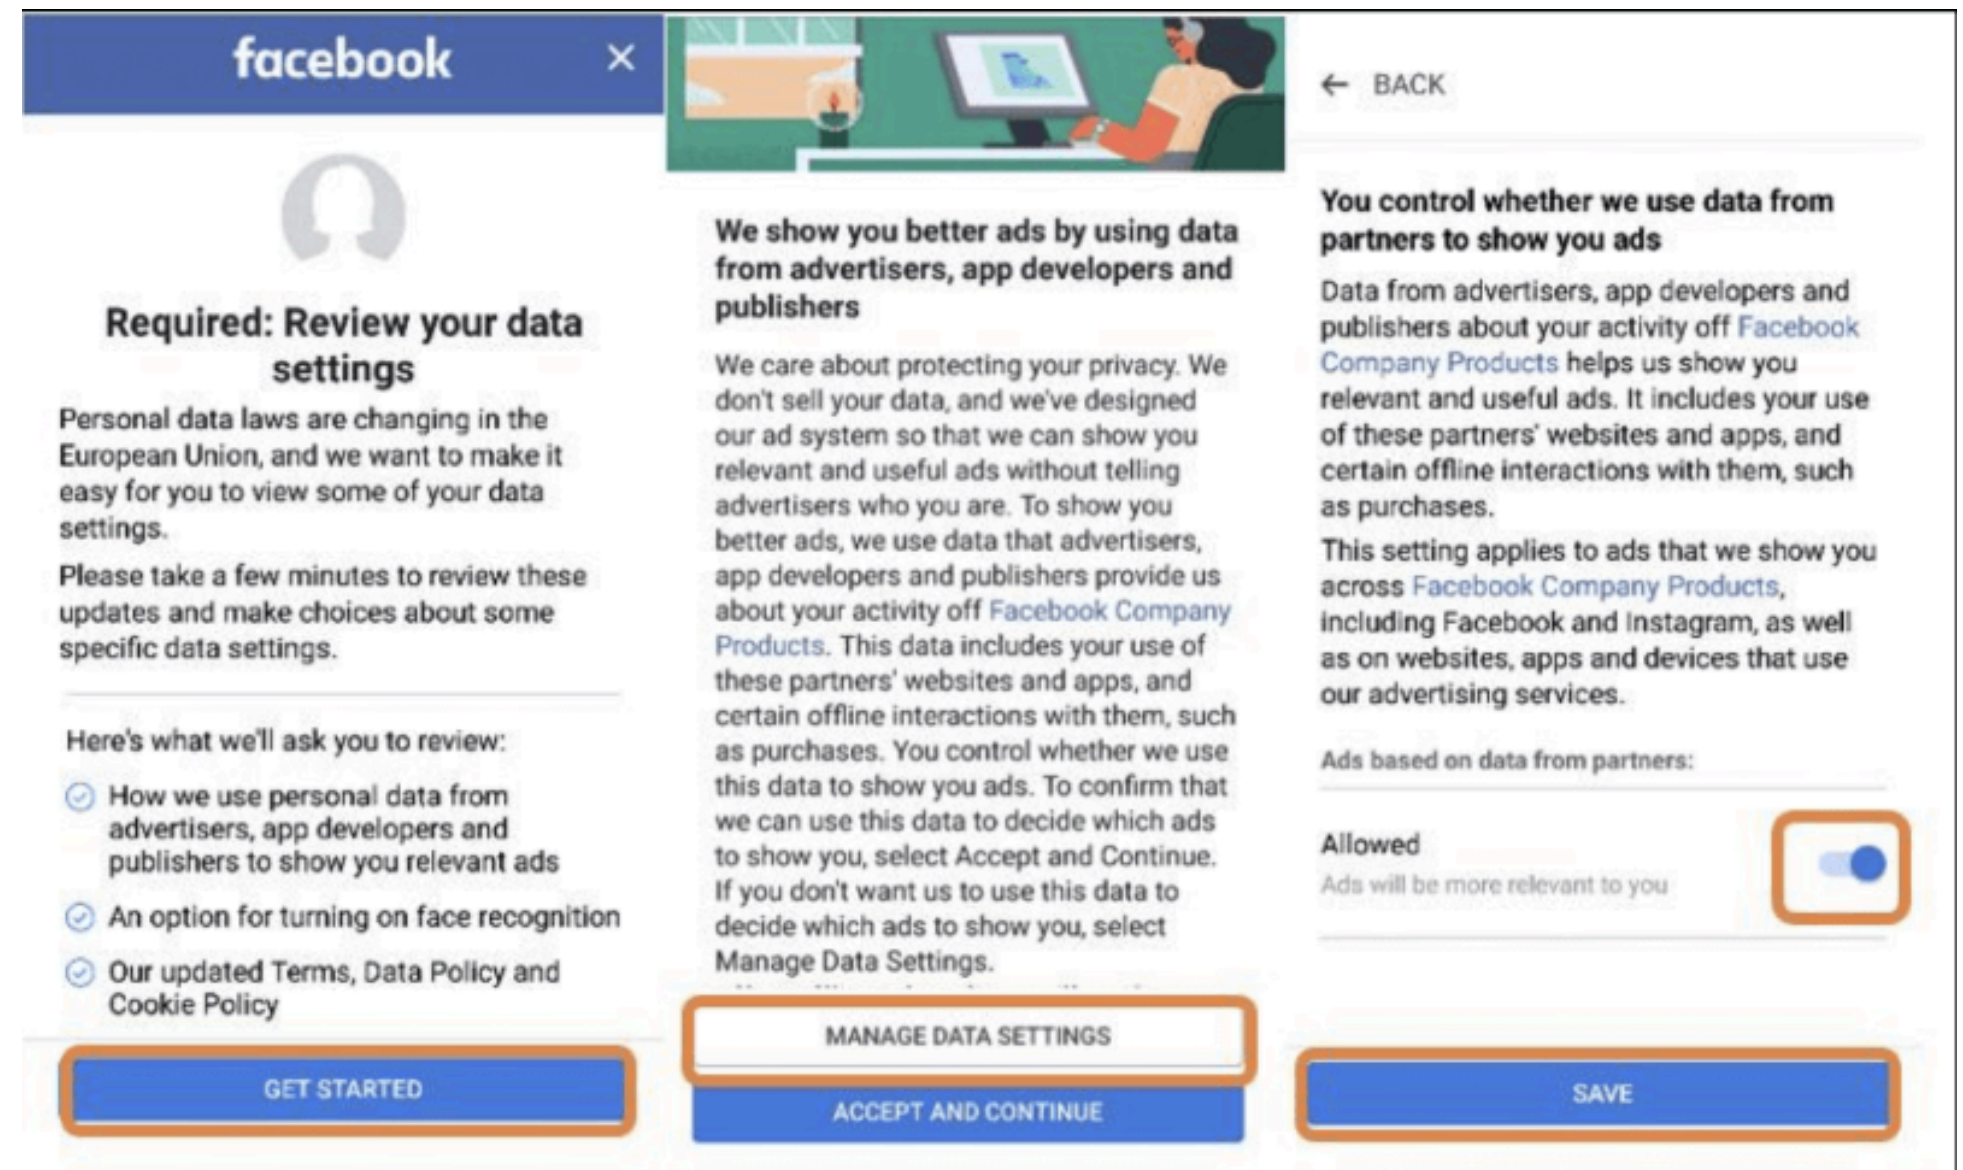 facebook
Required: Review your data
settings
Personal data laws are changing in the
European Union, and we want to make it
easy for you to view some of your data
settings.
Please take a few minutes to review these
updates and make choices about some
specific data settings.
Here's what we'll ask you to review:
How we use personal data from
advertisers, app developers and
publishers to show you relevant ads
An option for turning on face recognition
Our updated Terms, Data Policy and
Cookie Policy
GET STARTED
We show you better ads by using data
from advertisers, app developers and
publishers
We care about protecting your privacy. We
don't sell your data, and we've designed
our ad system so that we can show you
relevant and useful ads without telling
advertisers who you are. To show you
better ads, we use data that advertisers,
app developers and publishers provide us
about your activity off Facebook Company
Products. This data includes your use of
these partners' websites and apps, and
certain offline interactions with them, such
as purchases. You control whether we use
this data to show you ads. To confirm that
we can use this data to decide which ads
to show you, select Accept and Continue.
If you don't want us to use this data to
decide which ads to show you, select
Manage Data Settings.
MANAGE DATA SETTINGS
ACCEPT AND CONTINUE
← BACK
You control whether we use data from
partners to show you ads
Data from advertisers, app developers and
publishers about your activity off Facebook
Company Products helps us show you
relevant and useful ads. It includes your use
of these partners' websites and apps, and
certain offline interactions with them, such
as purchases.
This setting applies to ads that we show you
across Facebook Company Products,
including Facebook and Instagram, as well
as on websites, apps and devices that use
our advertising services.
Ads based on data from partners:
Allowed
Ads will be more relevant to you
SAVE